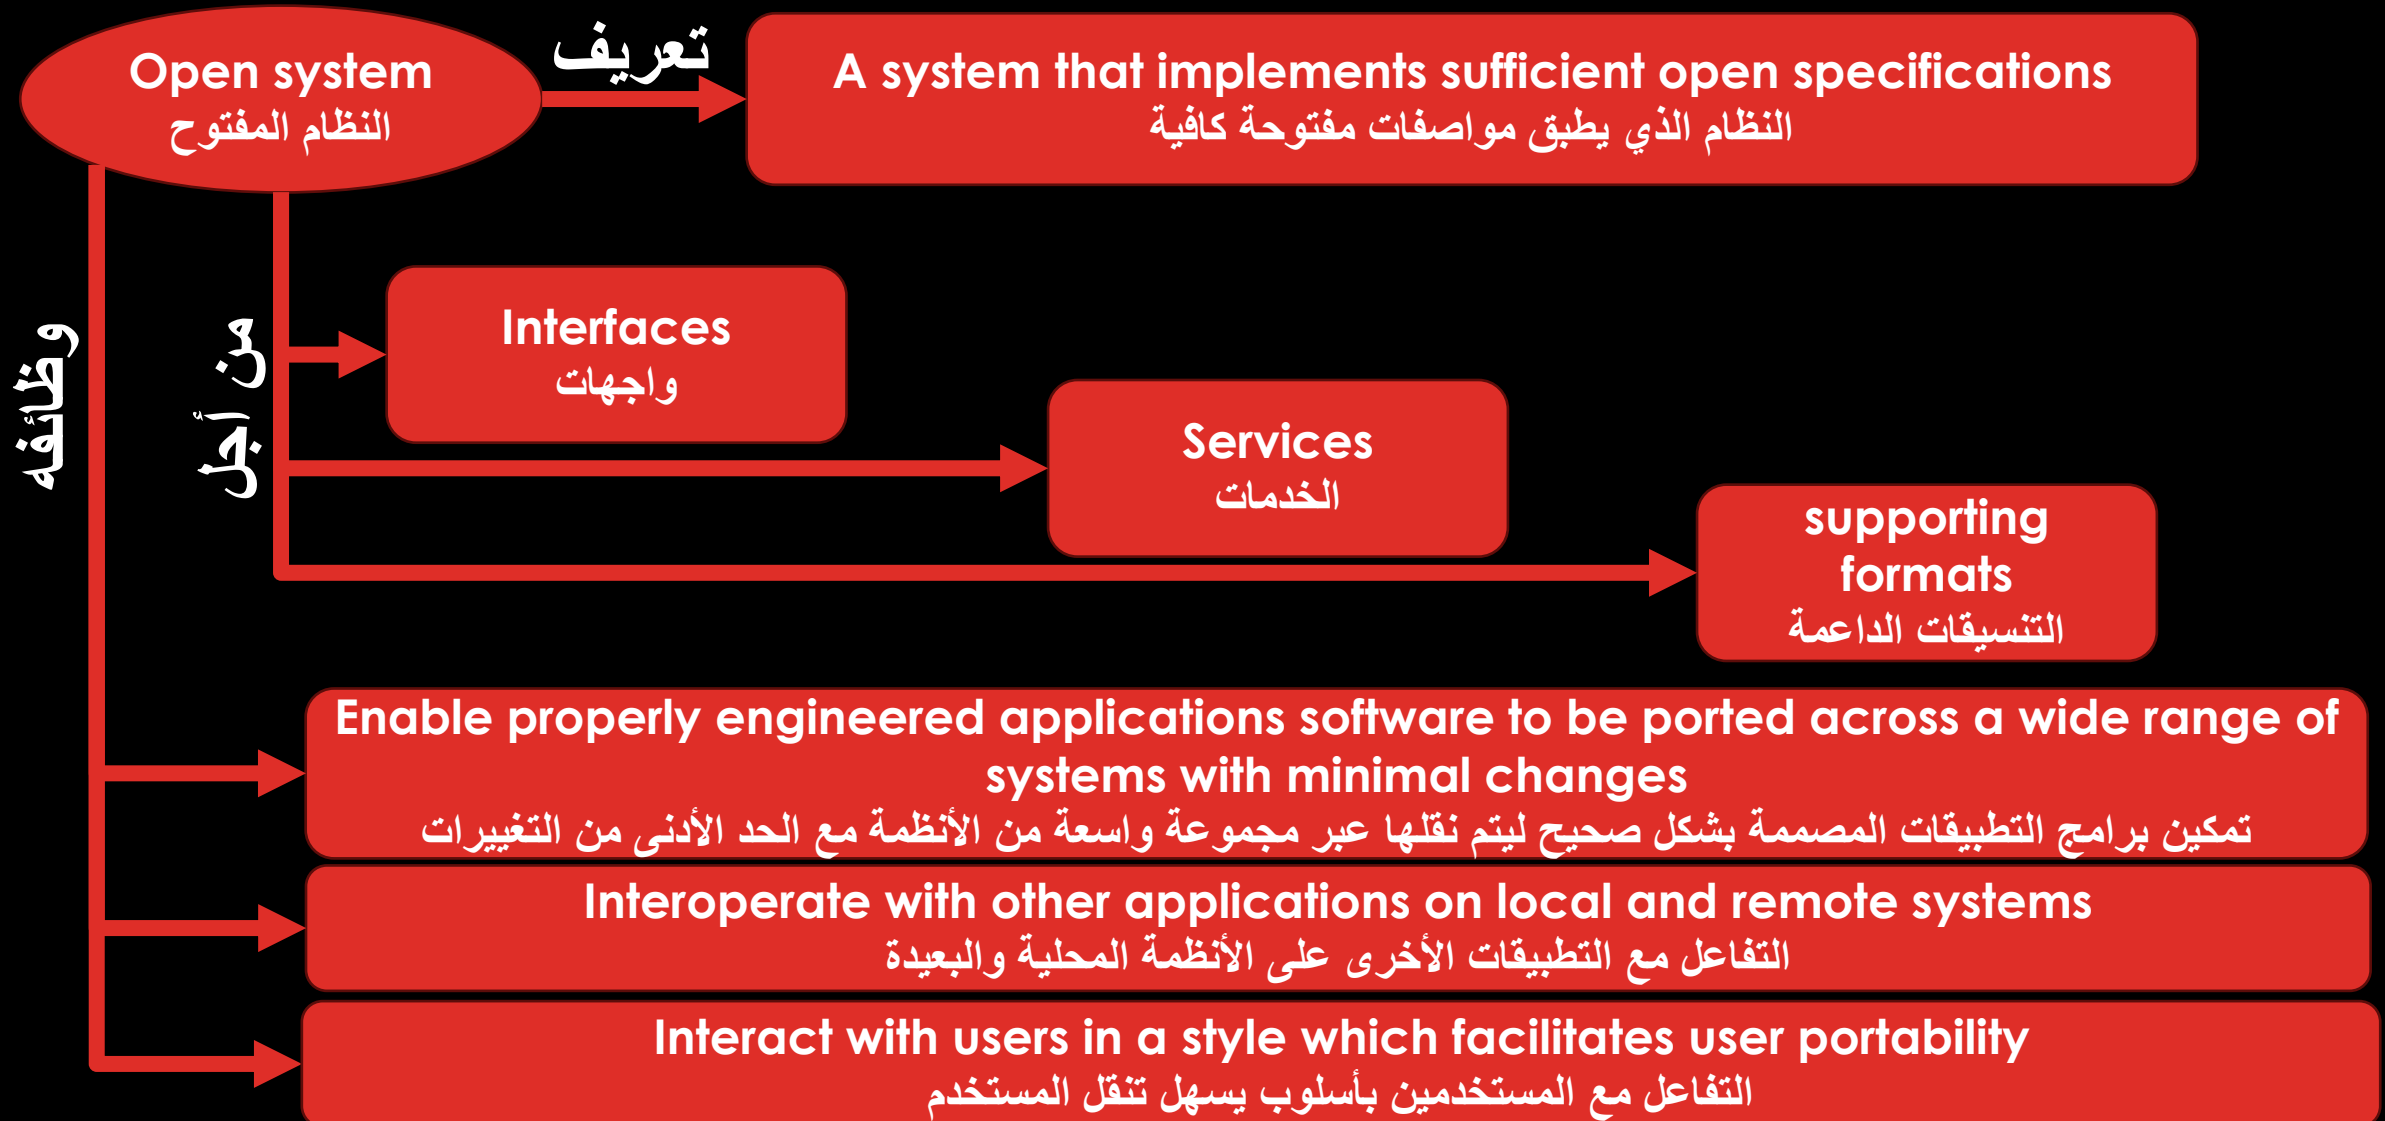 Open system
النظام المفتوح
تعريف
A system that implements sufficient open specifications
النظام الذي يطبق مواصفات مفتوحة كافية
من أجل
Interfaces
واجهات
Services
الخدمات
supporting
formats
التنسيقات الداعمة
وظائفه
Enable properly engineered applications software to be ported across a wide range of
systems with minimal changes
تمكين برامج التطبيقات المصممة بشكل صحيح ليتم نقلها عبر مجموعة واسعة من الأنظمة مع الحد الأدنى من التغييرات
Interoperate with other applications on local and remote systems
التفاعل مع التطبيقات الأخرى على الأنظمة المحلية والبعيدة
Interact with users in a style which facilitates user portability
التفاعل مع المستخدمين بأسلوب يسهل تنقل المستخدم